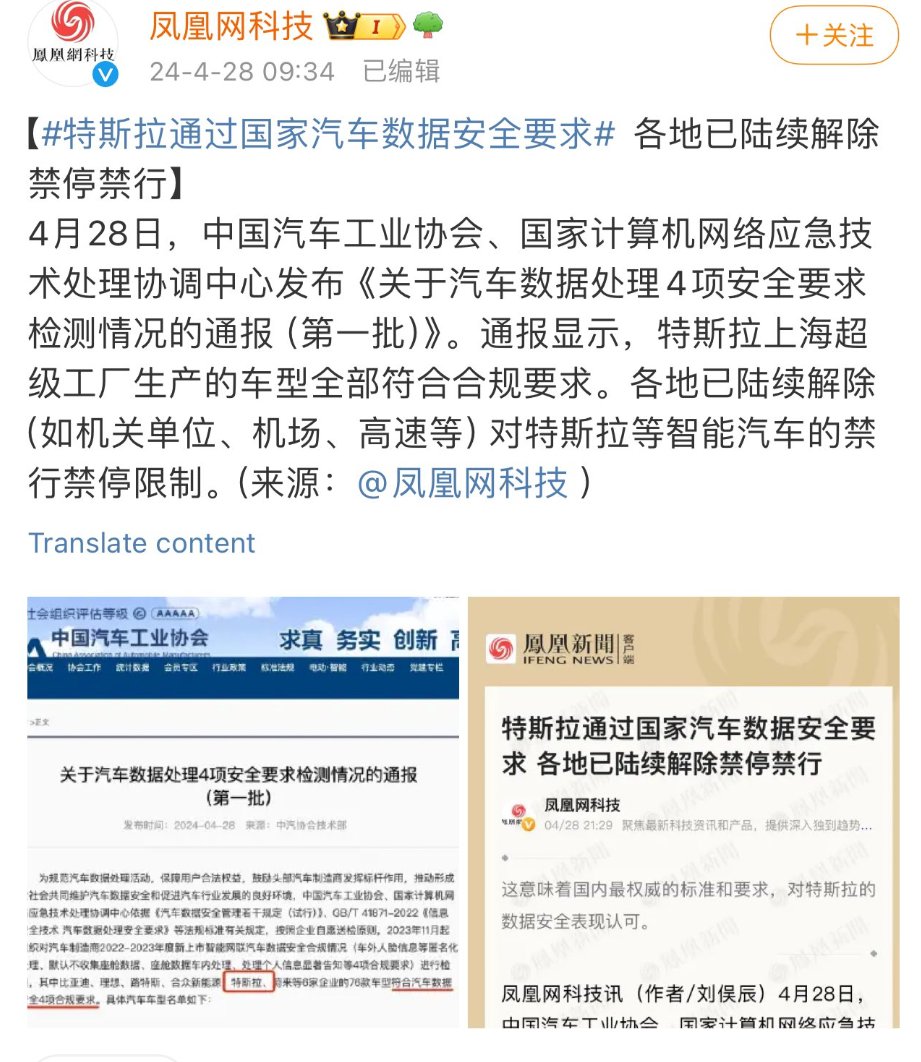 鳳凰網科技
凤凰网科技
I
24-4-28 09:34 已编辑
+关注
【#特斯拉通过国家汽车数据安全要求# 各地已陆续解除
禁停禁行】
4月28日，中国汽车工业协会、国家计算机网络应急技
术处理协调中心发布《关于汽车数据处理4项安全要求
检测情况的通报（第一批）》。通报显示，特斯拉上海超
级工厂生产的车型全部符合合规要求。各地已陆续解除
(如机关单位、机场、高速等) 对特斯拉等智能汽车的禁
行禁停限制。(来源：@凤凰网科技 )
Translate content
社会组织评估等级 AAAAA
中国汽车工业协会
China Association of Automobile Manufacturers
求真 务实 创新
会概况 协会工作 统计数据 会员专区 行业政策 标准法规 电动·智能 行业动态 党建专栏
>正文
关于汽车数据处理4项安全要求检测情况的通报
（第一批）
发布时间：2024-04-28 来源：中汽协会技术部
为规范汽车数据处理活动，保障用户合法权益，鼓励头部汽车制造商发挥标杆作用，推动形成
社会共同维护汽车数据安全和促进汽车行业发展的良好环境，中国汽车工业协会、国家计算机网
应急技术处理协调中心依据《汽车数据安全管理若干规定（试行）》、GB/T 41871-2022《信息
全技术 汽车数据处理安全要求》等法规标准有关规定，按照企业自愿送检原则，2023年11月起
织对汽车制造商2022-2023年度新上市智能网联汽车数据安全合规情况（车外人脸信息等匿名化
理、默认不收集座舱数据、座舱数据车内处理、处理个人信息显著告知等4项合规要求）进行检
，其中比亚迪、理想、路特斯、合众新能源、特斯拉、蔚来等6家企业的76款车型符合汽车数据
全4项合规要求。具体汽车车型名单如下：
鳳凰新聞 客户端
IFENG NEWS
特斯拉通过国家汽车数据安全要
求 各地已陆续解除禁停禁行
凤凰网科技
04/28 21:29 聚焦最新科技资讯和产品，提供深入独到趋势...
这意味着国内最权威的标准和要求，对特斯拉的
数据安全表现认可。
凤凰网科技讯（作者/刘俣辰）4月28日，
中国汽车工业协会、国家计算机网络应急技